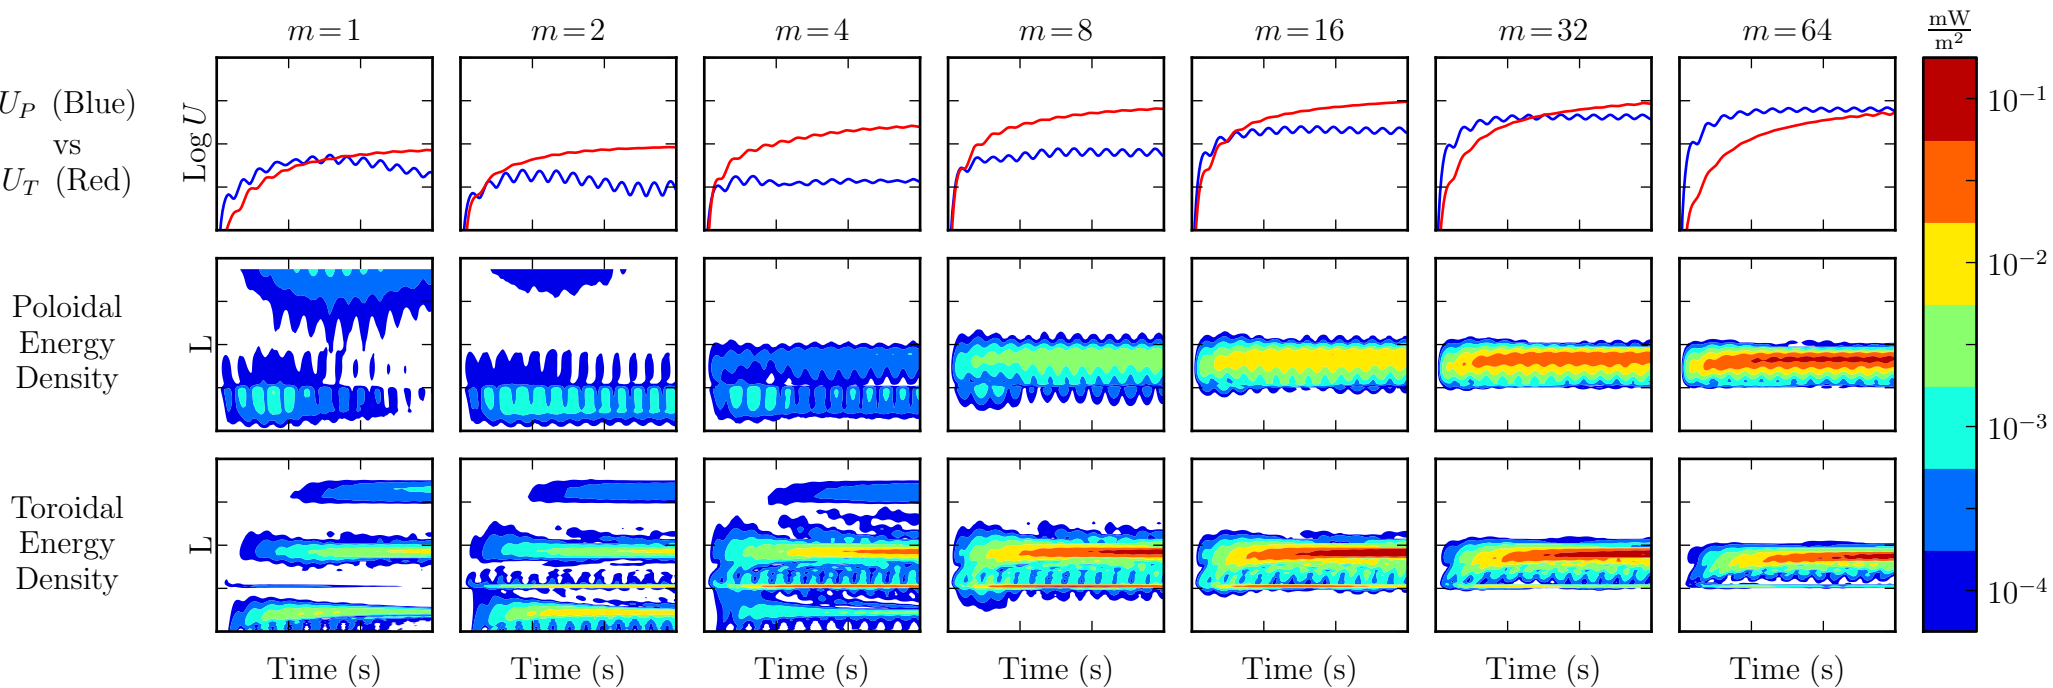 m=1 m=2 m=4 m=8 m=16 m=32 m=64
mW
m²
U_P (Blue)
vs
U_T (Red)
Log U
Poloidal
Energy
Density
L
Toroidal
Energy
Density
L
10⁻¹
10⁻²
10⁻³
10⁻⁴
Time (s) Time (s) Time (s) Time (s) Time (s) Time (s) Time (s)